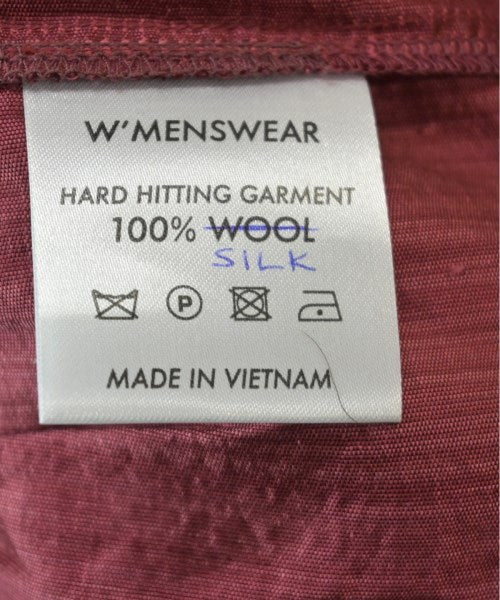 W'MENSWEAR
HARD HITTING GARMENT
100% WOOL
SILK
P
MADE IN VIETNAM